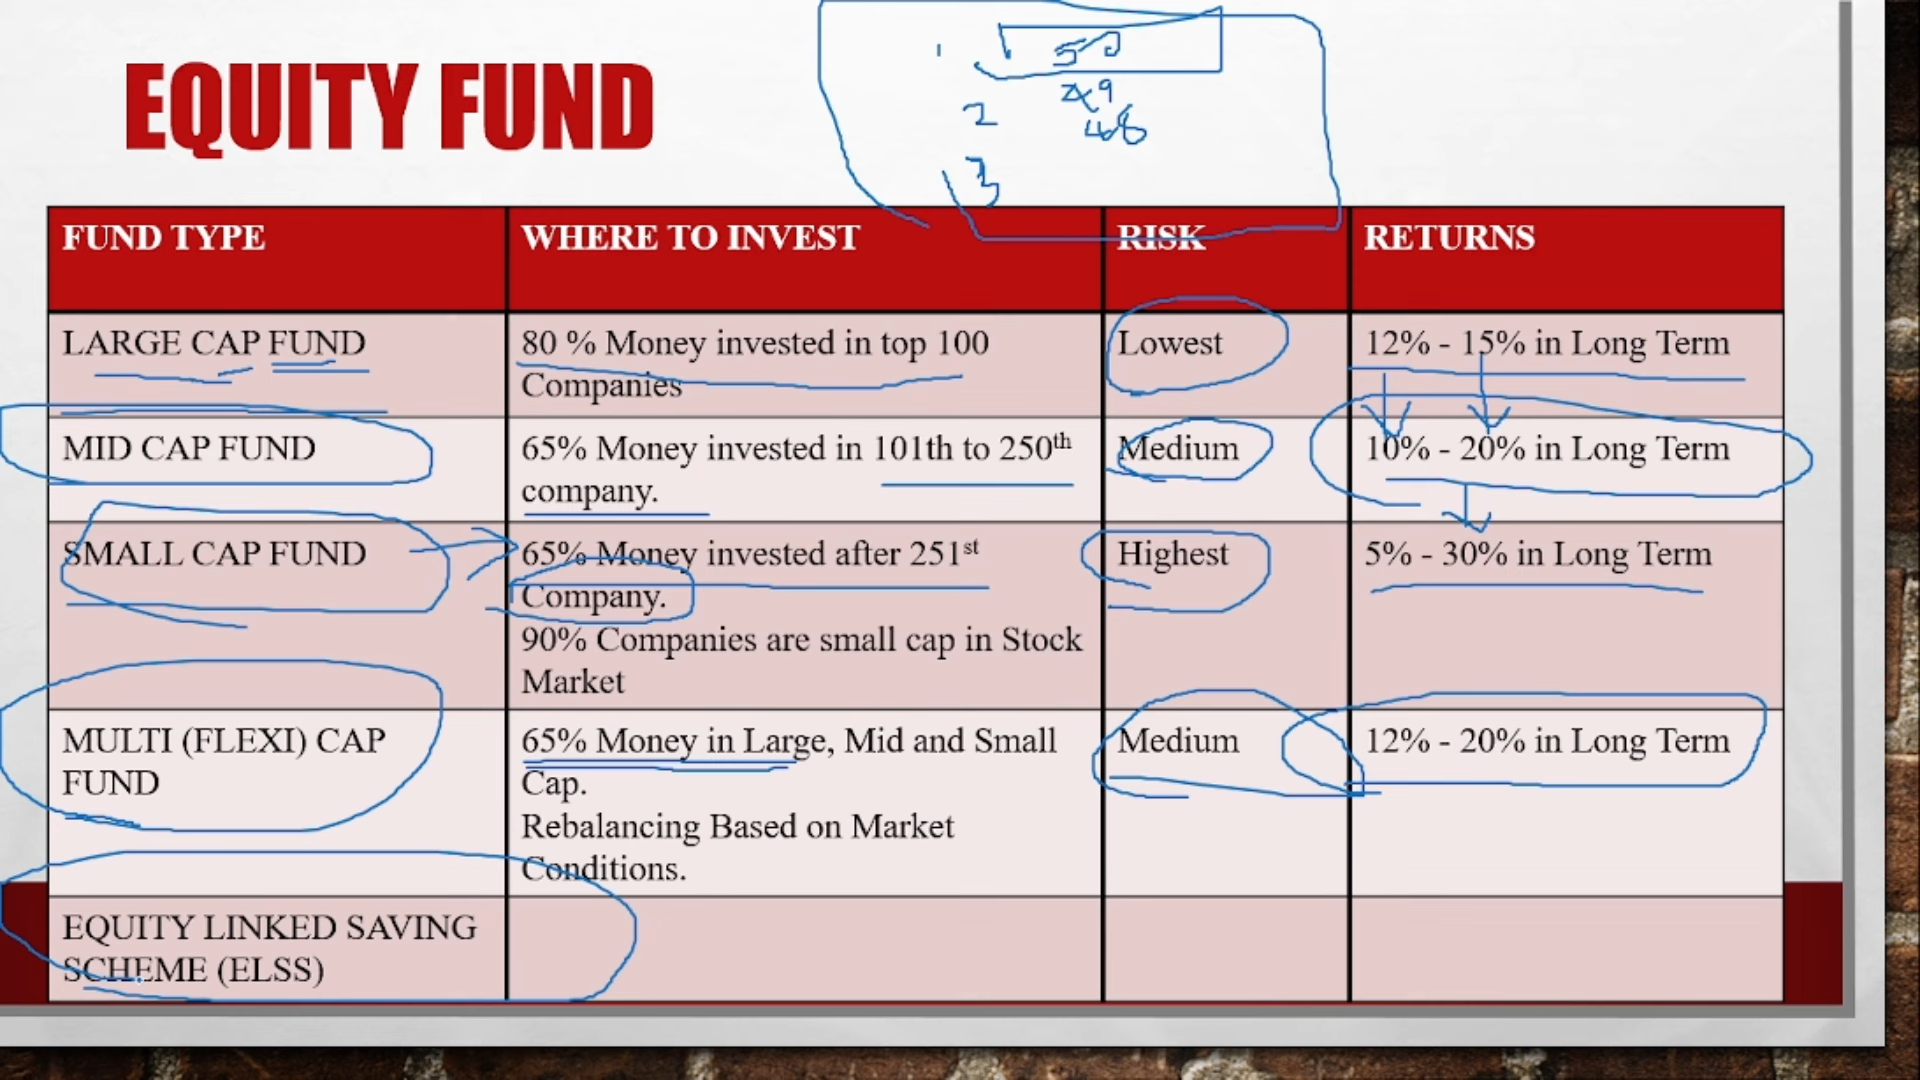 EQUITY FUND
1 50
49
2 48
3
FUND TYPE WHERE TO INVEST RISK RETURNS
LARGE CAP FUND 80 % Money invested in top 100 Lowest 12% - 15% in Long Term
Companies
MID CAP FUND 65% Money invested in 101th to 250th Medium 10% - 20% in Long Term
company.
SMALL CAP FUND 65% Money invested after 251st Highest 5% - 30% in Long Term
Company.
90% Companies are small cap in Stock
Market
MULTI (FLEXI) CAP 65% Money in Large, Mid and Small Medium 12% - 20% in Long Term
FUND Cap.
Rebalancing Based on Market
Conditions.
EQUITY LINKED SAVING
SCHEME (ELSS)